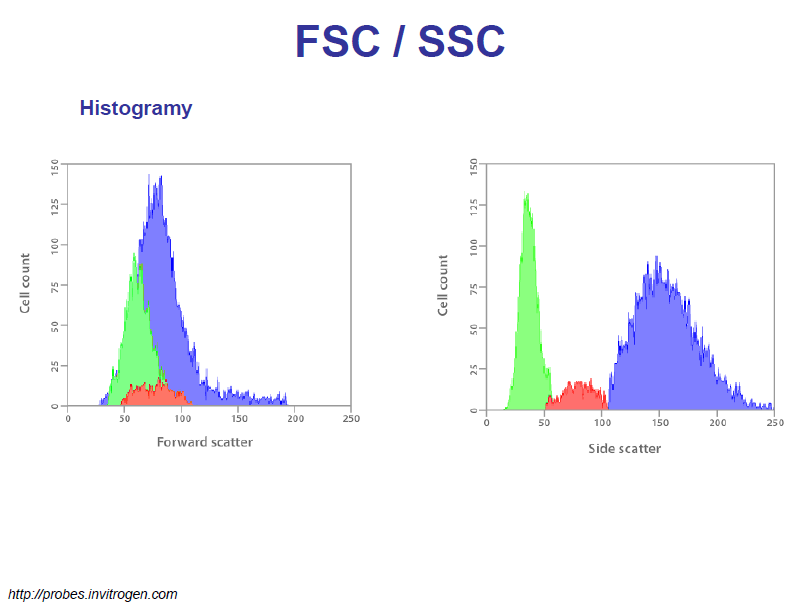 FSC / SSC
Histogramy
150
125
100
75
50
25
0
Cell count
0 50 100 150 200 250
Forward scatter
150
125
100
75
50
25
0
Cell count
0 50 100 150 200 250
Side scatter
http://probes.invitrogen.com